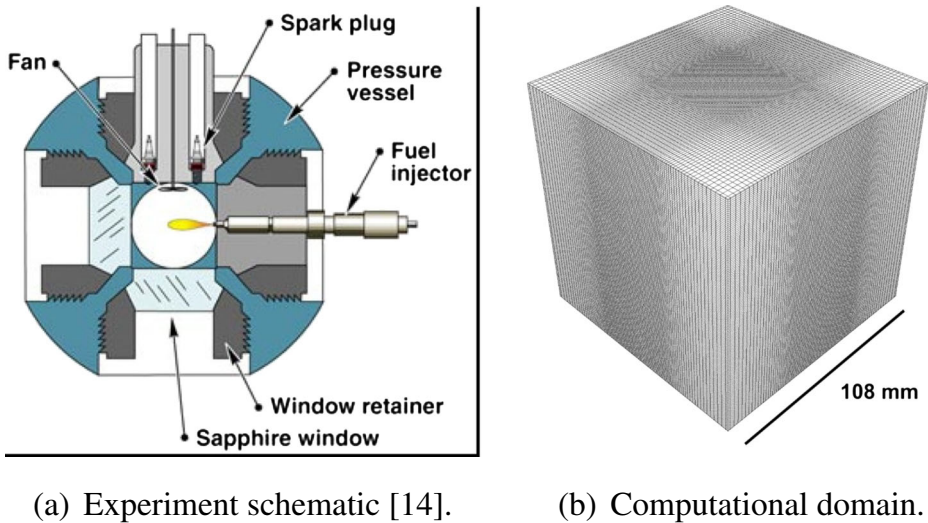 Spark plug
Fan
Pressure
vessel
Fuel
injector
Window retainer
Sapphire window
108 mm
(a) Experiment schematic [14].
(b) Computational domain.